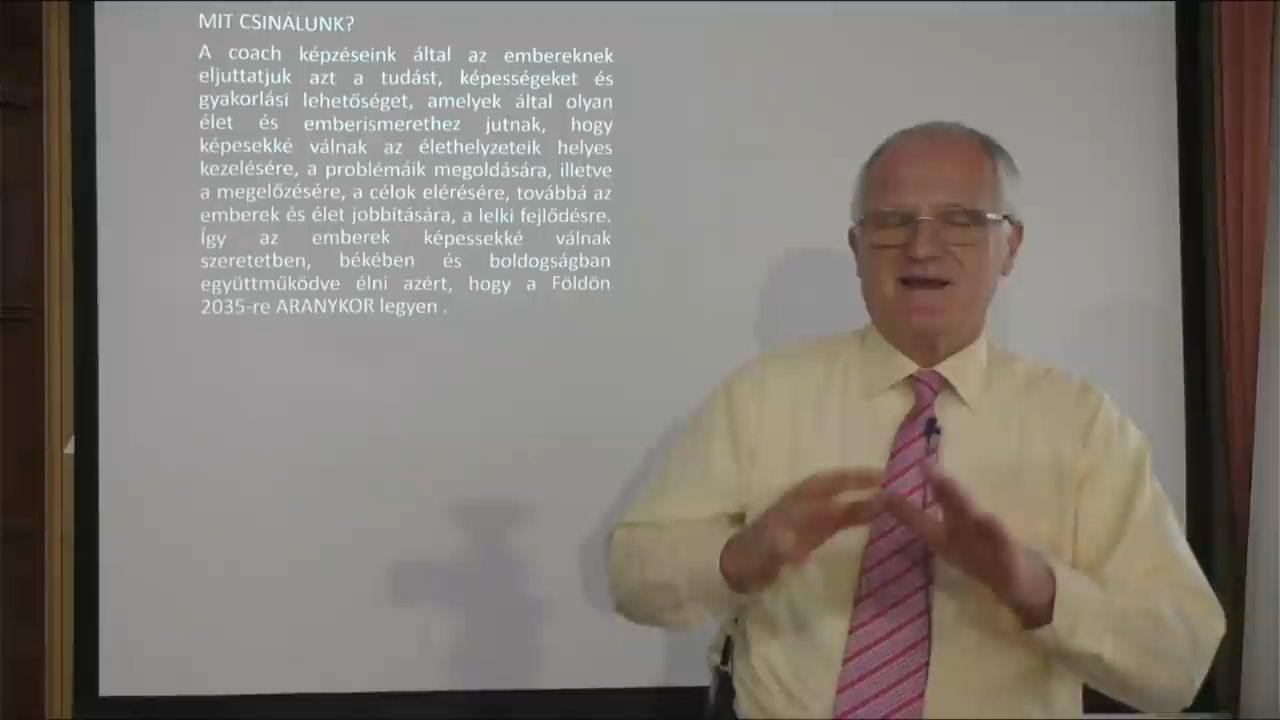 MIT CSINÁLUNK?
A coach képzéseink által az embereknek
eljuttatjuk azt a tudást, képességeket és
gyakorlási lehetőséget, amelyek által olyan
élet és emberismerethez jutnak, hogy
képesekké válnak az élethelyzeteik helyes
kezelésére, a problémáik megoldására, illetve
a megelőzésére, a célok elérésére, továbbá az
emberek és élet jobbítására, a lelki fejlődésre.
Így az emberek képessekké válnak
szeretetben, békében és boldogságban
együttműködve élni azért, hogy a Földön
2035-re ARANYKOR legyen .